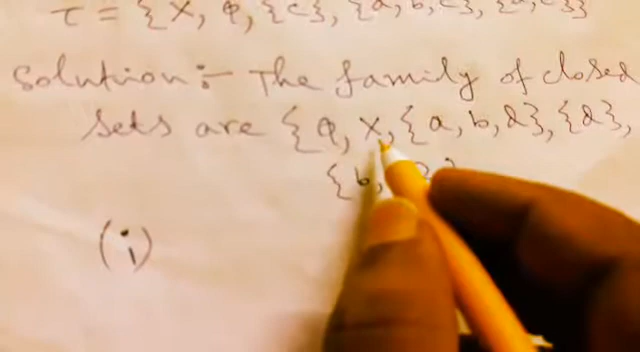 τ = {X, φ, {c}, {a, b, c}, {a, c}}
Solution:- The family of closed
sets are {φ, X, {a, b, d}, {d},
{b,
(i)